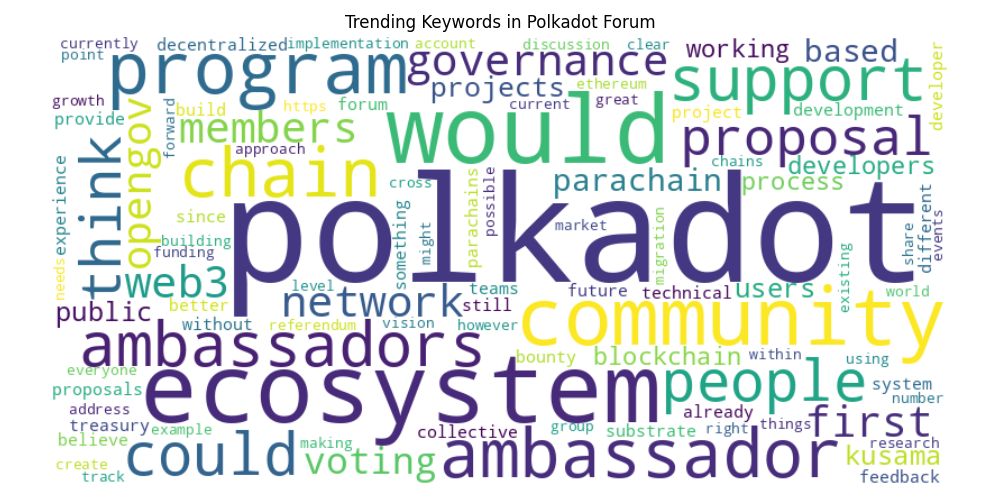 Trending Keywords in Polkadot Forum
currently
decentralized
implementation
account
discussion
clear
working
based
developer
point
program
governance
support
projects
ethereum
growth
build
https
forum
current
great
project
development
provide
opengov
forward
members
would
proposal
think
approach
chain
cross
parachain
chains
developers
process
experience
since
polkadot
something
might
parachains
possible
market
migration
different
share
events
building
funding
needs
web3
level
teams
future
technical
users
existing
world
public
better
network
still
community
without
referendum
vision
however
ambassadors
bounty
blockchain
within
using
everyone
proposals
ecosystem
people
system
number
address
already
things
first
treasury
example
collective
group
substrate
right
believe
could
making
voting
ambassador
research
kusama
create
track
feedback